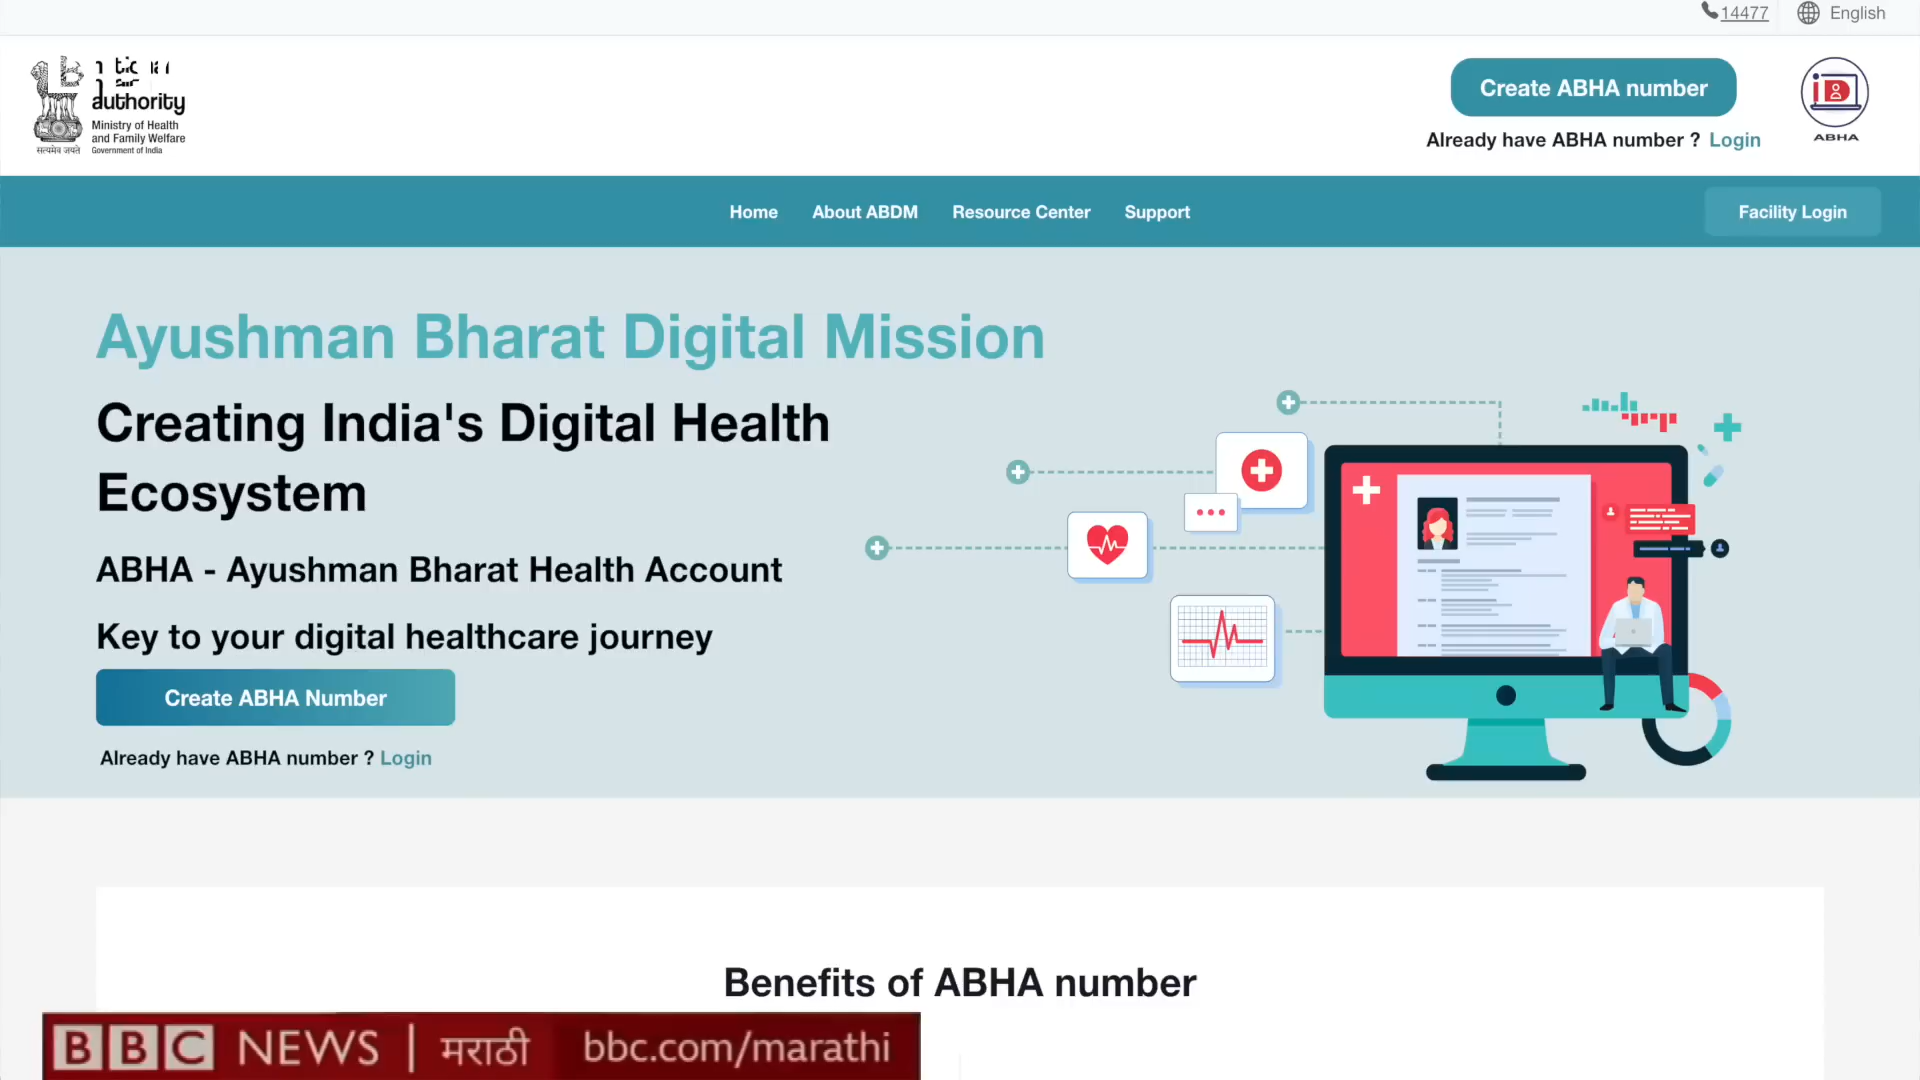 14477 English
authority
Ministry of Health
and Family Welfare
Government of India
सत्यमेव जयते
Create ABHA number
Already have ABHA number ? Login
ABHA
Home About ABDM Resource Center Support Facility Login
Ayushman Bharat Digital Mission
Creating India's Digital Health
Ecosystem
ABHA - Ayushman Bharat Health Account
Key to your digital healthcare journey
Create ABHA Number
Already have ABHA number ? Login
Benefits of ABHA number
BBC NEWS | मराठी bbc.com/marathi